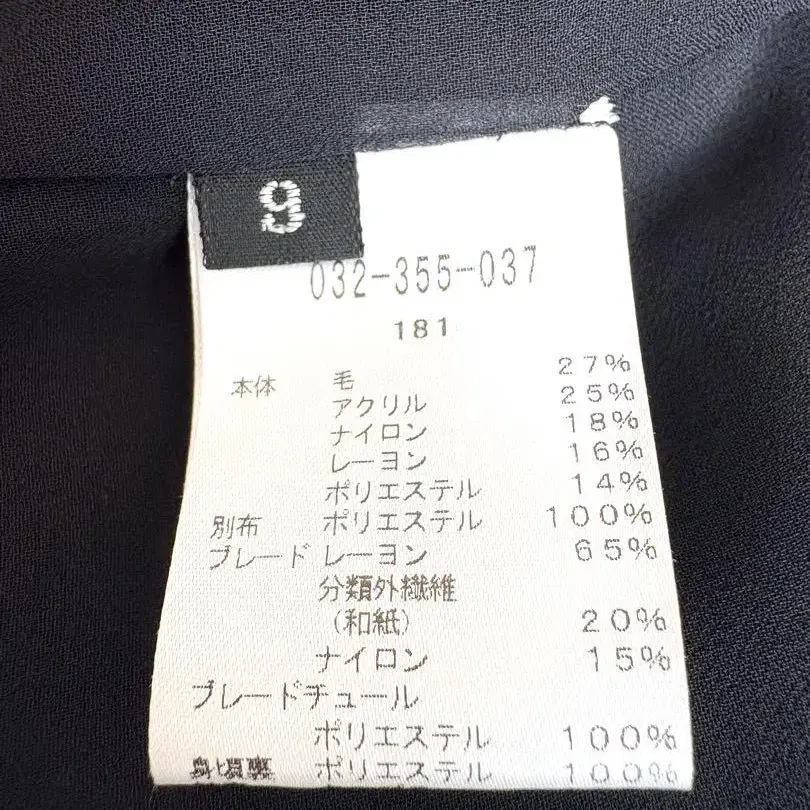 9
032-355-037
181
本体 毛 27%
アクリル 25%
ナイロン 18%
レーヨン 16%
ポリエステル 14%
別布 ポリエステル 100%
ブレード レーヨン 65%
分類外繊維
(和紙) 20%
ナイロン 15%
ブレードチュール
ポリエステル 100%
身頃裏 ポリエステル 100%